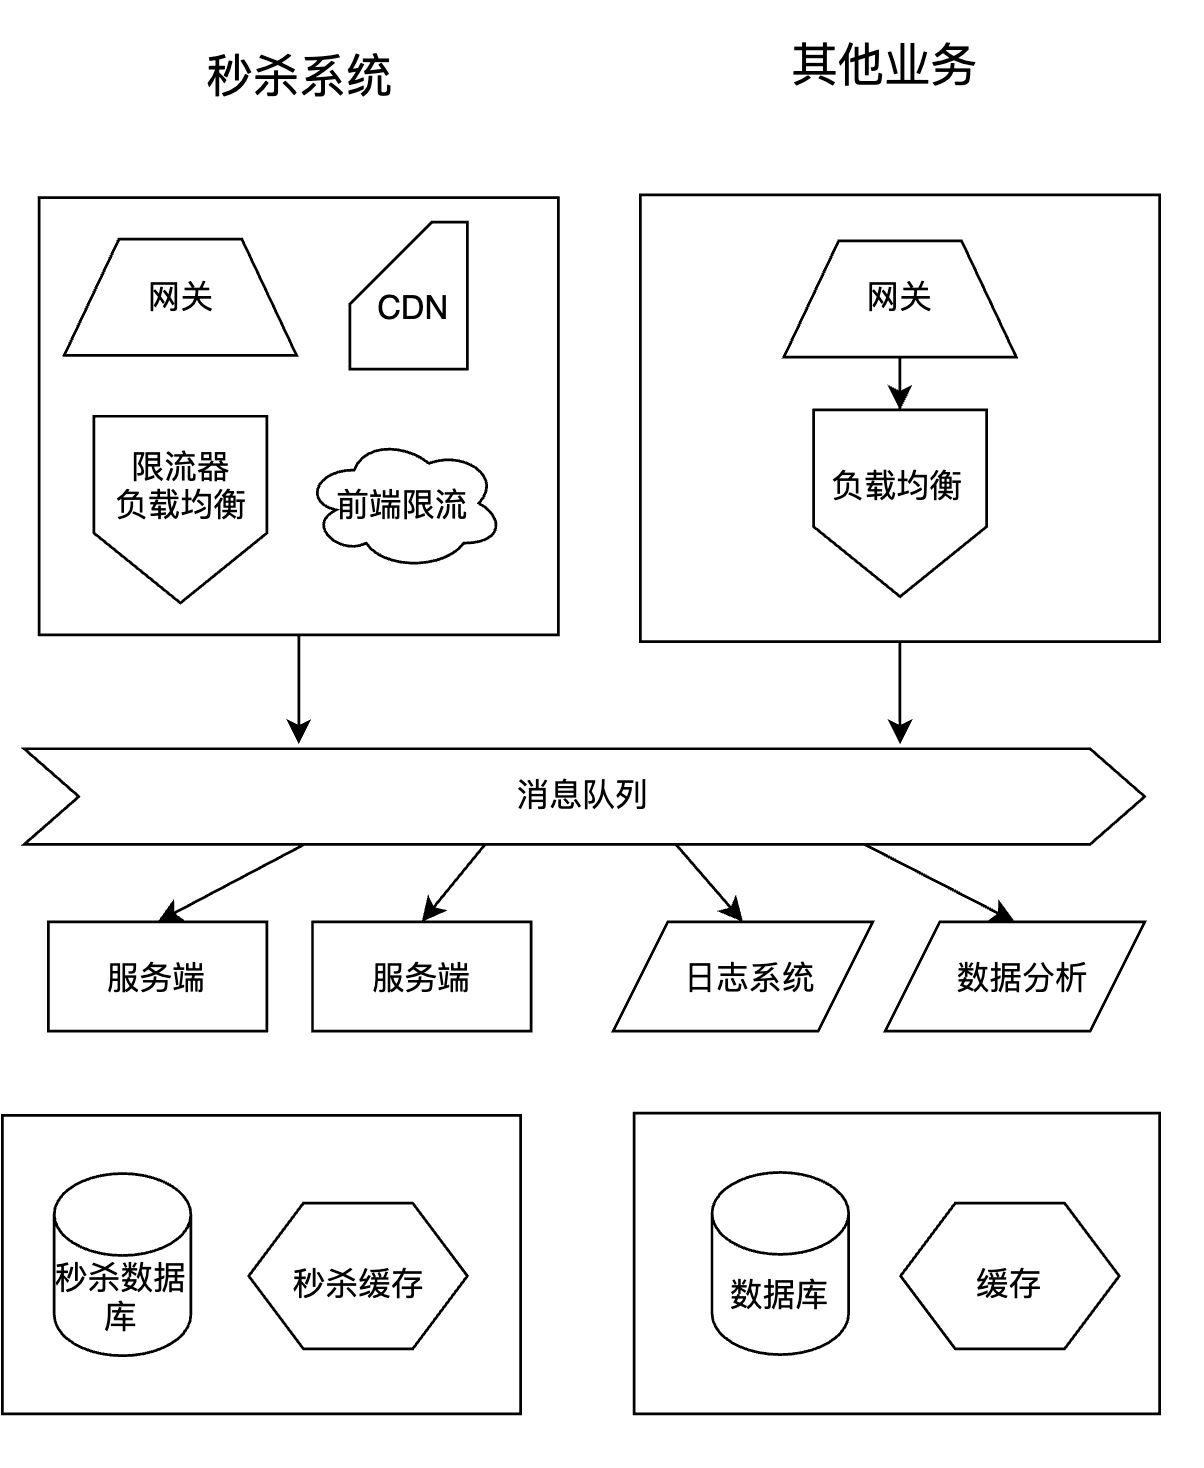 秒杀系统
其他业务
网关
CDN
限流器
负载均衡
前端限流
网关
负载均衡
消息队列
服务端
服务端
日志系统
数据分析
秒杀数据
库
秒杀缓存
数据库
缓存